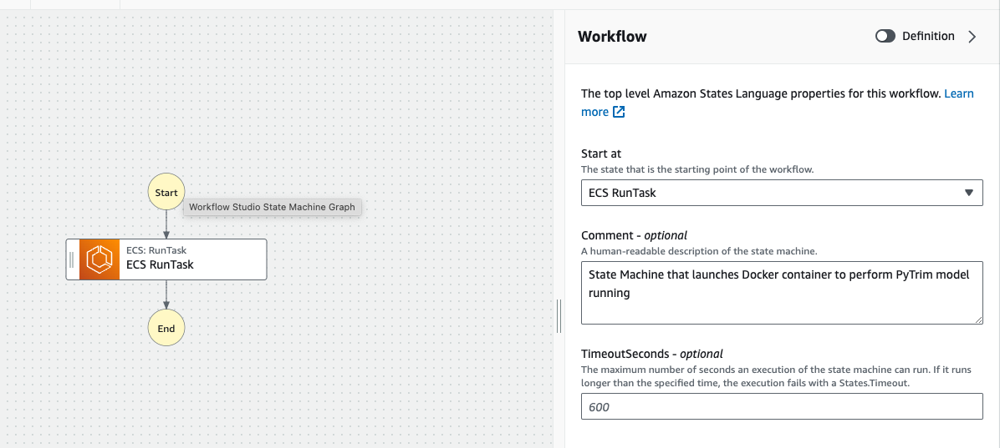 Workflow
Definition
The top level Amazon States Language properties for this workflow. Learn
more
Start at
The state that is the starting point of the workflow.
ECS RunTask
Comment - optional
A human-readable description of the state machine.
State Machine that launches Docker container to perform PyTrim model
running
TimeoutSeconds - optional
The maximum number of seconds an execution of the state machine can run. If it runs
longer than the specified time, the execution fails with a States.Timeout.
600
Start
Workflow Studio State Machine Graph
ECS: RunTask
ECS RunTask
End